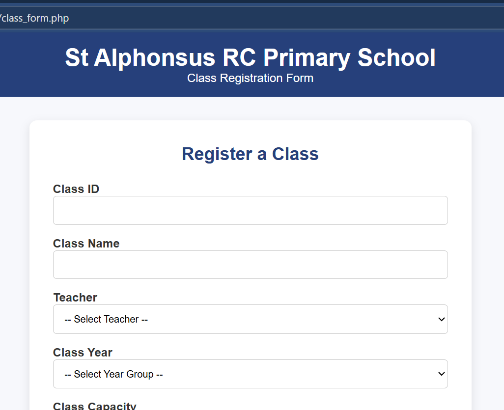 /class_form.php
St Alphonsus RC Primary School
Class Registration Form
Register a Class
Class ID
Class Name
Teacher
-- Select Teacher --
Class Year
-- Select Year Group --
Class Capacity